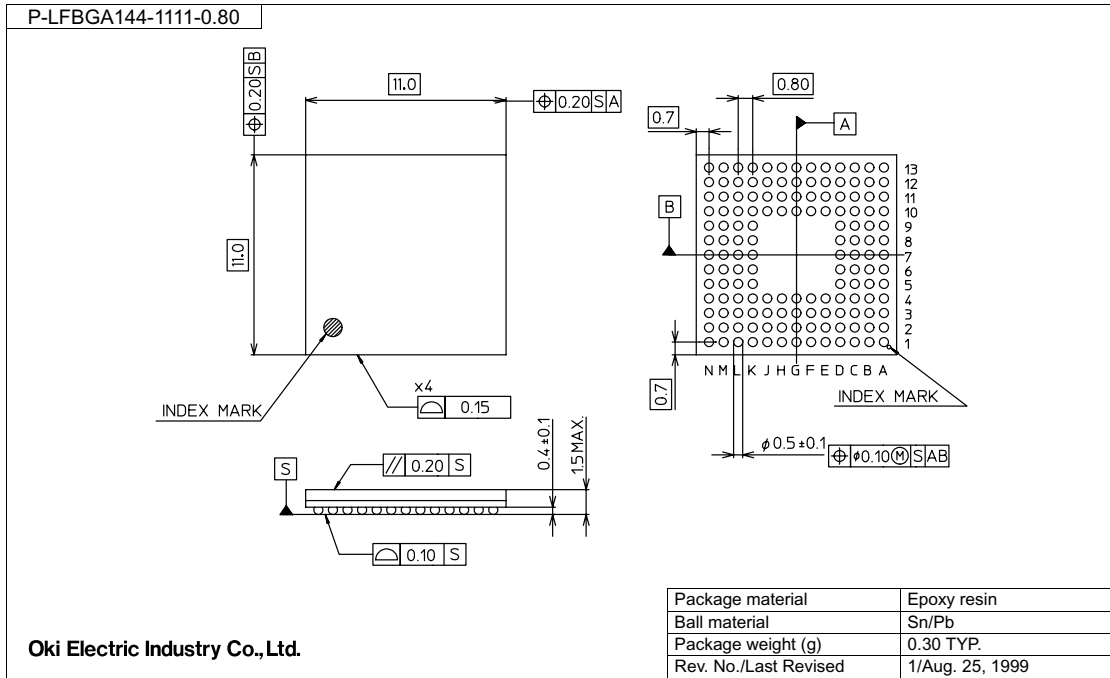 P-LFBGA144-1111-0.80
⌖ 0.20 S B
11.0
⌖ 0.20 S A
11.0
INDEX MARK
x4
⌓ 0.15
0.80
0.7
A
B
13
12
11
10
9
8
7
6
5
4
3
2
1
N M L K J H G F E D C B A
0.7
INDEX MARK
ϕ0.5±0.1
⌖ ϕ0.10Ⓜ S AB
S
// 0.20 S
0.4±0.1
1.5MAX.
⌓ 0.10 S
Package material Epoxy resin
Ball material Sn/Pb
Package weight (g) 0.30 TYP.
Rev. No./Last Revised 1/Aug. 25, 1999
Oki Electric Industry Co., Ltd.